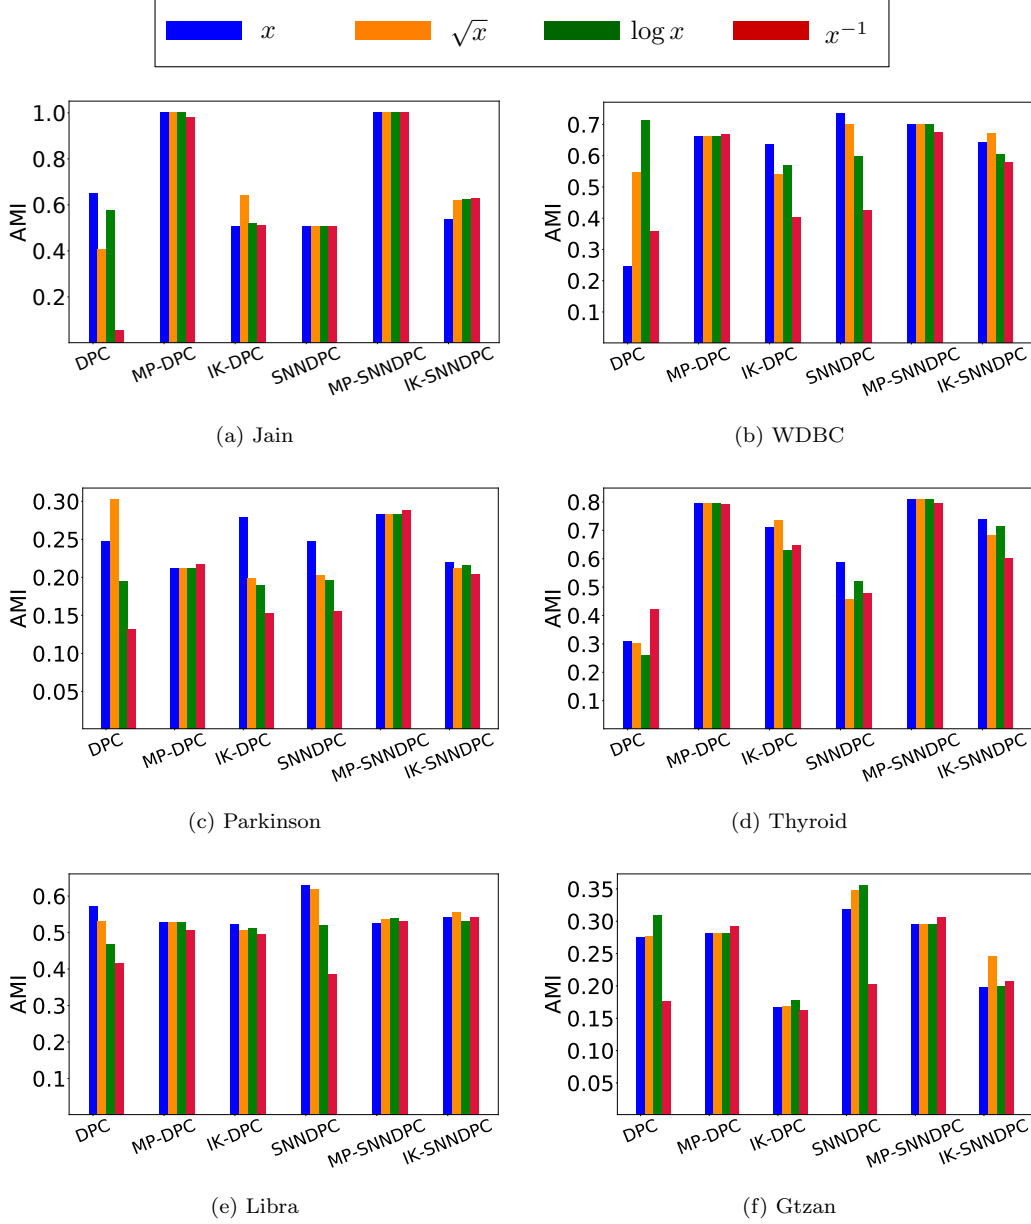 x √x log x x⁻¹
AMI
1.0
0.8
0.6
0.4
0.2
DPC MP-DPC IK-DPC SNNDPC MP-SNNDPC IK-SNNDPC
(a) Jain
AMI
0.7
0.6
0.5
0.4
0.3
0.2
0.1
DPC MP-DPC IK-DPC SNNDPC MP-SNNDPC IK-SNNDPC
(b) WDBC
AMI
0.30
0.25
0.20
0.15
0.10
0.05
DPC MP-DPC IK-DPC SNNDPC MP-SNNDPC IK-SNNDPC
(c) Parkinson
AMI
0.8
0.7
0.6
0.5
0.4
0.3
0.2
0.1
DPC MP-DPC IK-DPC SNNDPC MP-SNNDPC IK-SNNDPC
(d) Thyroid
AMI
0.6
0.5
0.4
0.3
0.2
0.1
DPC MP-DPC IK-DPC SNNDPC MP-SNNDPC IK-SNNDPC
(e) Libra
AMI
0.35
0.30
0.25
0.20
0.15
0.10
0.05
DPC MP-DPC IK-DPC SNNDPC MP-SNNDPC IK-SNNDPC
(f) Gtzan